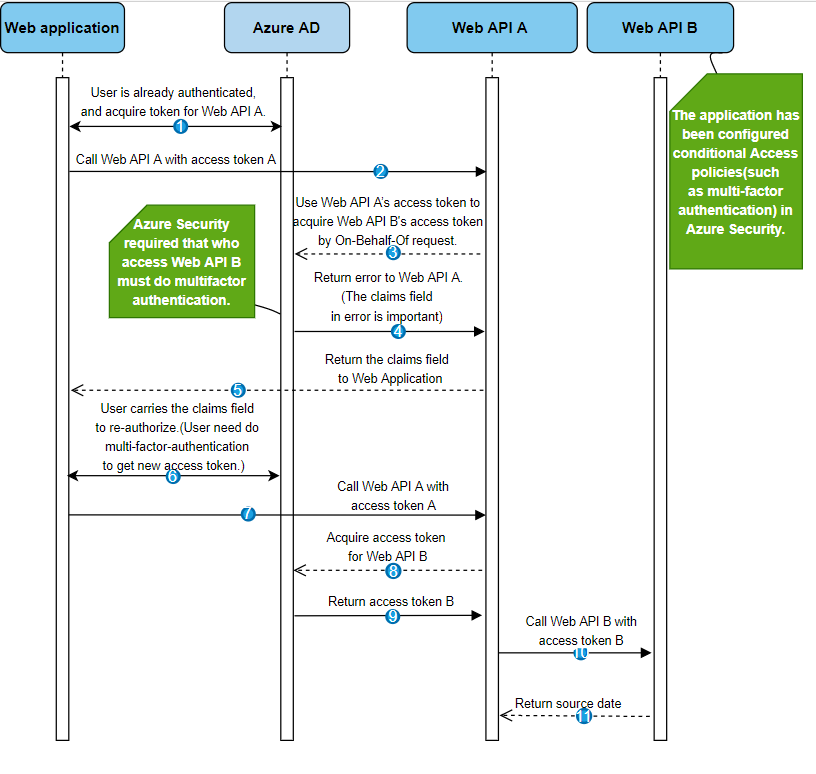 Web application
Azure AD
Web API A
Web API B
User is already authenticated,
and acquire token for Web API A.
1
The application has
been configured
conditional Access
policies(such
as multi-factor
authentication) in
Azure Security.
Call Web API A with access token A
2
Use Web API A's access token to
acquire Web API B's access token
by On-Behalf-Of request.
3
Azure Security
required that who
access Web API B
must do multifactor
authentication.
Return error to Web API A.
(The claims field
in error is important)
4
Return the claims field
to Web Application
5
User carries the claims field
to re-authorize.(User need do
multi-factor-authentication
to get new access token.)
6
Call Web API A with
access token A
7
Acquire access token
for Web API B
8
Return access token B
9
Call Web API B with
access token B
10
Return source date
11